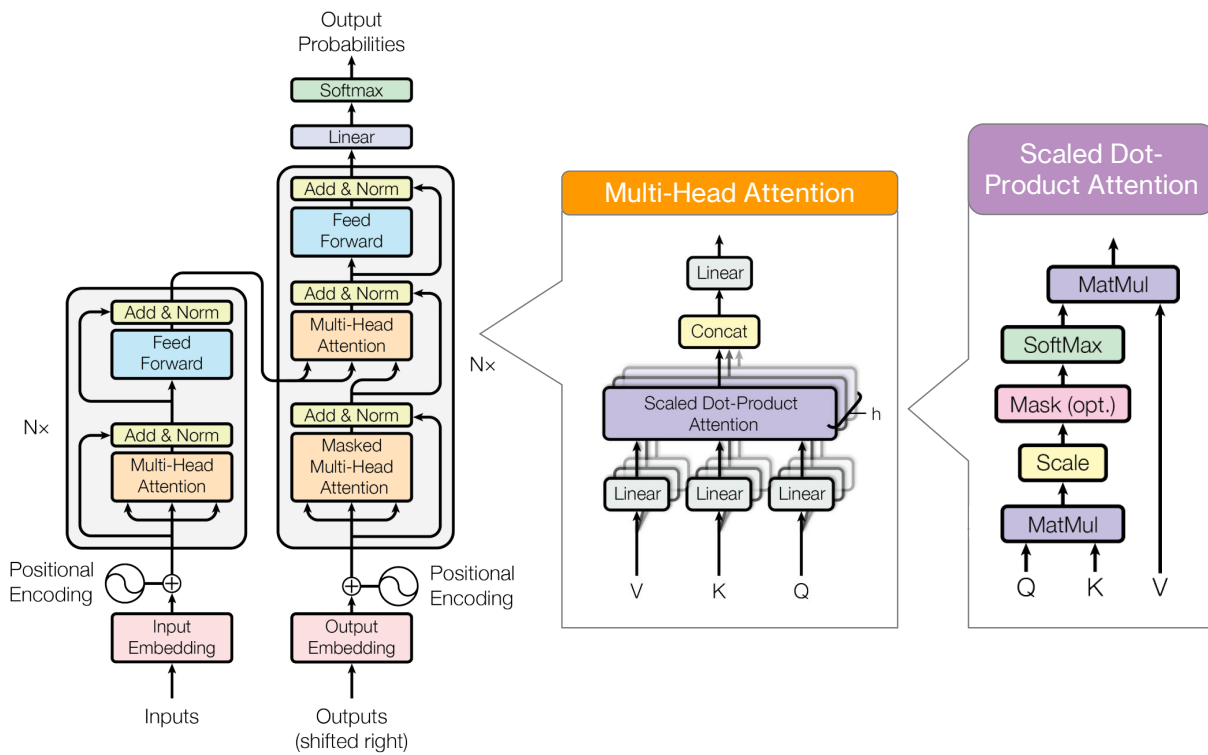 Output
Probabilities
Softmax
Linear
Add & Norm
Feed
Forward
Add & Norm
Multi-Head
Attention
Nx
Add & Norm
Masked
Multi-Head
Attention
Add & Norm
Feed
Forward
Nx
Add & Norm
Multi-Head
Attention
Positional
Encoding
Positional
Encoding
Input
Embedding
Output
Embedding
Inputs
Outputs
(shifted right)
Multi-Head Attention
Linear
Concat
Scaled Dot-Product
Attention
h
Linear
Linear
Linear
V
K
Q
Scaled Dot-
Product Attention
MatMul
SoftMax
Mask (opt.)
Scale
MatMul
Q
K
V